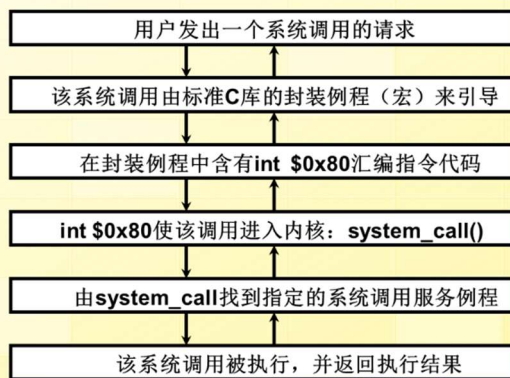 用户发出一个系统调用的请求
该系统调用由标准C库的封装例程（宏）来引导
在封装例程中含有int $0x80汇编指令代码
int $0x80使该调用进入内核：system_call()
由system_call找到指定的系统调用服务例程
该系统调用被执行，并返回执行结果